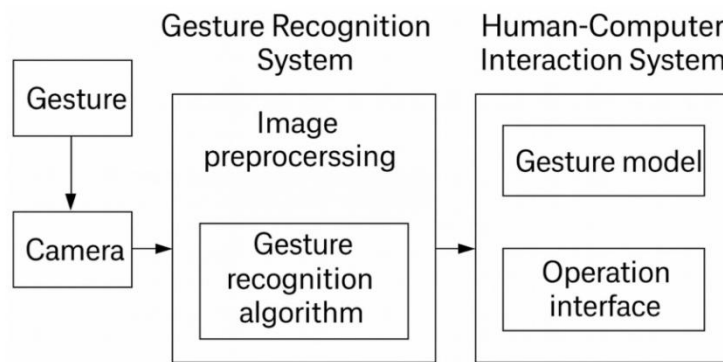 Gesture Recognition
System
Human-Computer
Interaction System
Gesture
Camera
Image
preprocerssing
Gesture
recognition
algorithm
Gesture model
Operation
interface